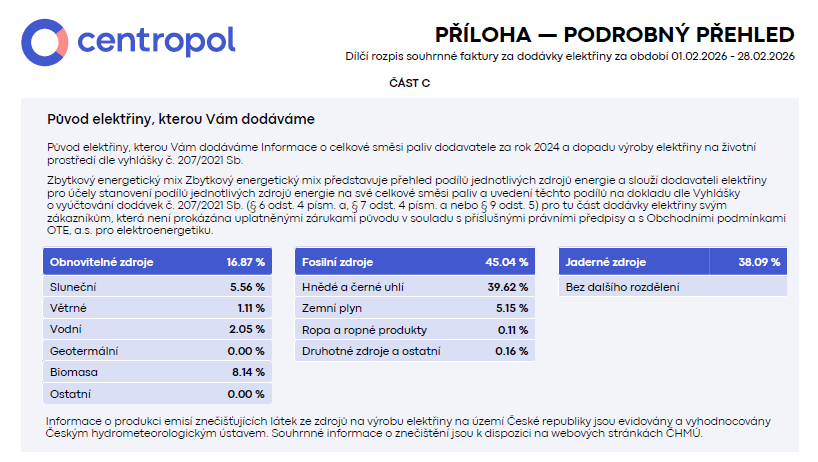 centropol
PŘÍLOHA — PODROBNÝ PŘEHLED
Dílčí rozpis souhrnné faktury za dodávky elektřiny za období 01.02.2026 - 28.02.2026
ČÁST C
Původ elektřiny, kterou Vám dodáváme
Původ elektřiny, kterou Vám dodáváme Informace o celkové směsi paliv dodavatele za rok 2024 a dopadu výroby elektřiny na životní
prostředí dle vyhlášky č. 207/2021 Sb.
Zbytkový energetický mix Zbytkový energetický mix představuje přehled podílů jednotlivých zdrojů energie a slouží dodavateli elektřiny
pro účely stanovení podílů jednotlivých zdrojů energie na své celkové směsi paliv a uvedení těchto podílů na dokladu dle Vyhlášky
o vyúčtování dodávek č. 207/2021 Sb. (§ 6 odst. 4 písm. a, § 7 odst. 4 písm. a nebo § 9 odst. 5) pro tu část dodávky elektřiny svým
zákazníkům, která není prokázána uplatněnými zárukami původu v souladu s příslušnými právními předpisy a s Obchodními podmínkami
OTE, a.s. pro elektroenergetiku.
Obnovitelné zdroje 16.87 %
Sluneční 5.56 %
Větrné 1.11 %
Vodní 2.05 %
Geotermální 0.00 %
Biomasa 8.14 %
Ostatní 0.00 %
Fosilní zdroje 45.04 %
Hnědé a černé uhlí 39.62 %
Zemní plyn 5.15 %
Ropa a ropné produkty 0.11 %
Druhotné zdroje a ostatní 0.16 %
Jaderné zdroje 38.09 %
Bez dalšího rozdělení
Informace o produkci emisí znečišťujících látek ze zdrojů na výrobu elektřiny na území České republiky jsou evidovány a vyhodnocovány
Českým hydrometeorologickým ústavem. Souhrnné informace o znečištění jsou k dispozici na webových stránkách ČHMÚ.